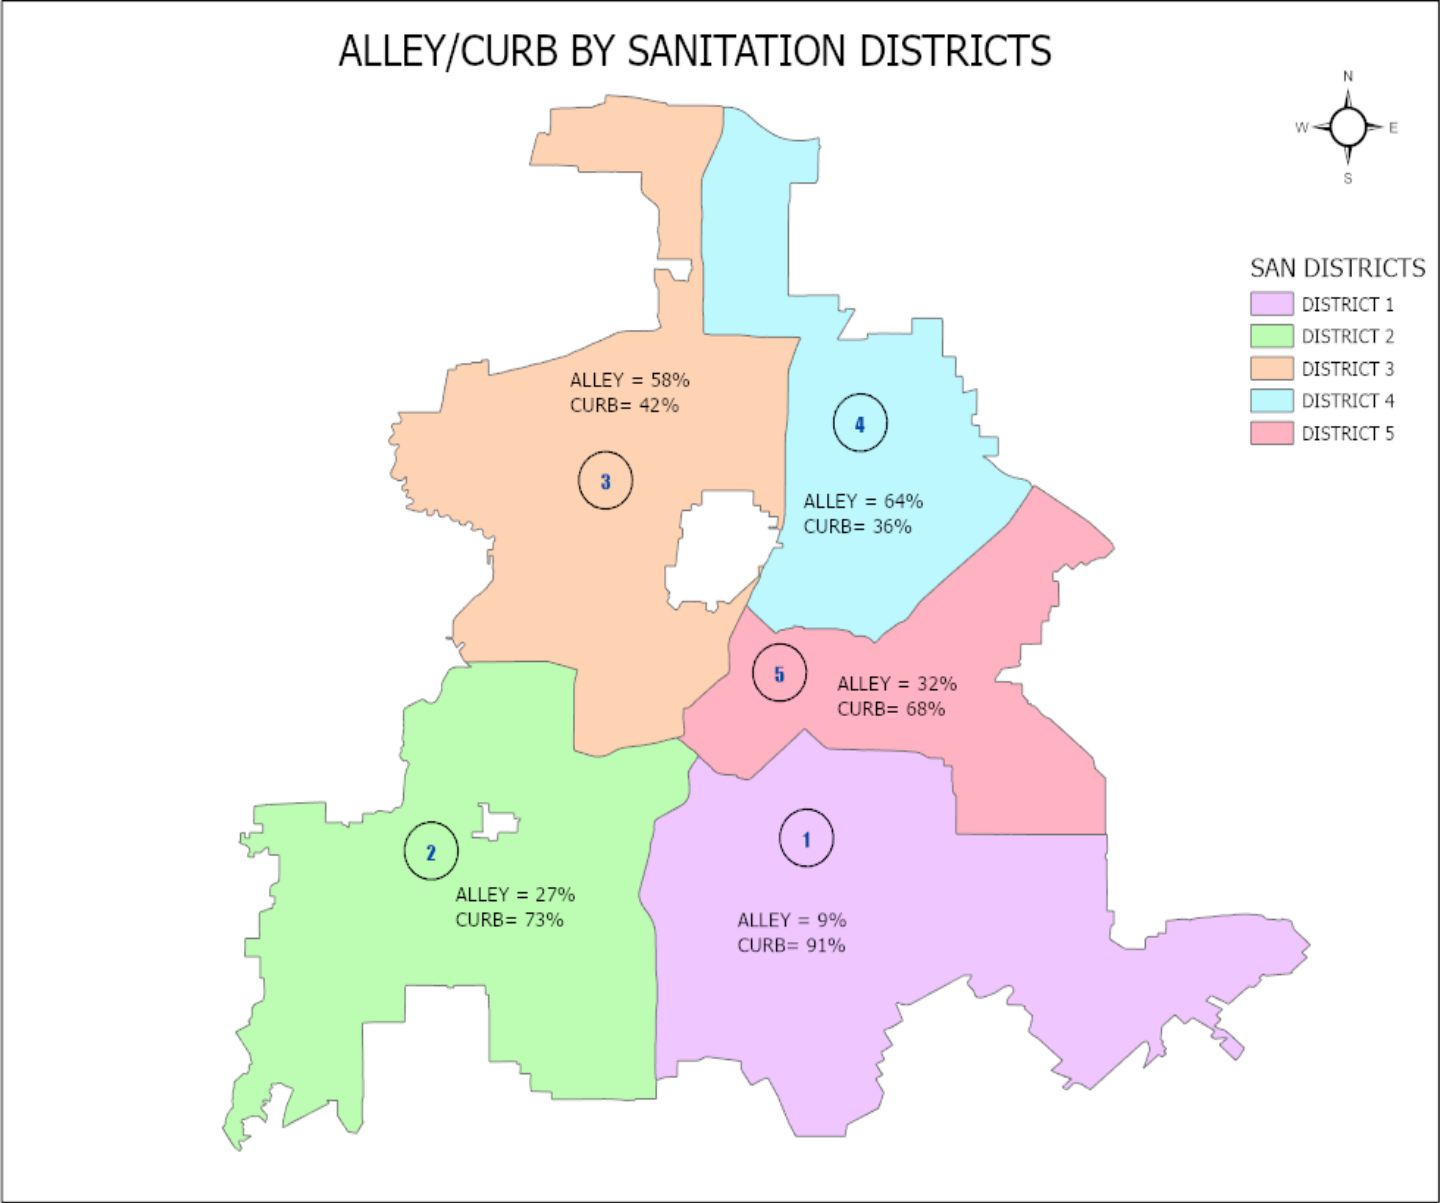 ALLEY/CURB BY SANITATION DISTRICTS
N
W E
S
SAN DISTRICTS
DISTRICT 1
DISTRICT 2
DISTRICT 3
DISTRICT 4
DISTRICT 5
ALLEY = 58%
CURB= 42%
3
4
ALLEY = 64%
CURB= 36%
5
ALLEY = 32%
CURB= 68%
2
ALLEY = 27%
CURB= 73%
1
ALLEY = 9%
CURB= 91%